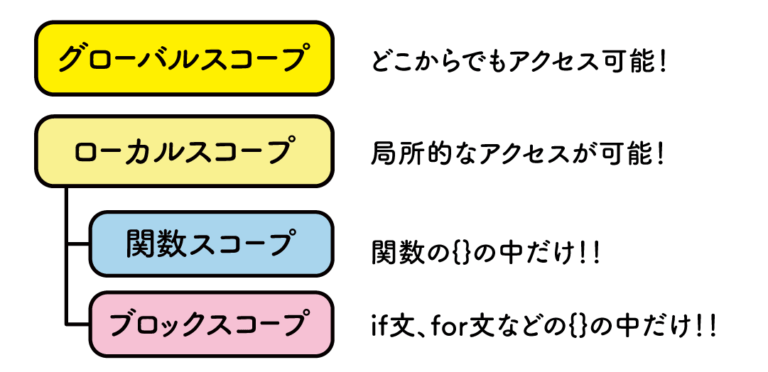 グローバルスコープ どこからでもアクセス可能！
ローカルスコープ 局所的なアクセスが可能！
関数スコープ 関数の{}の中だけ！！
ブロックスコープ if文、for文などの{}の中だけ！！